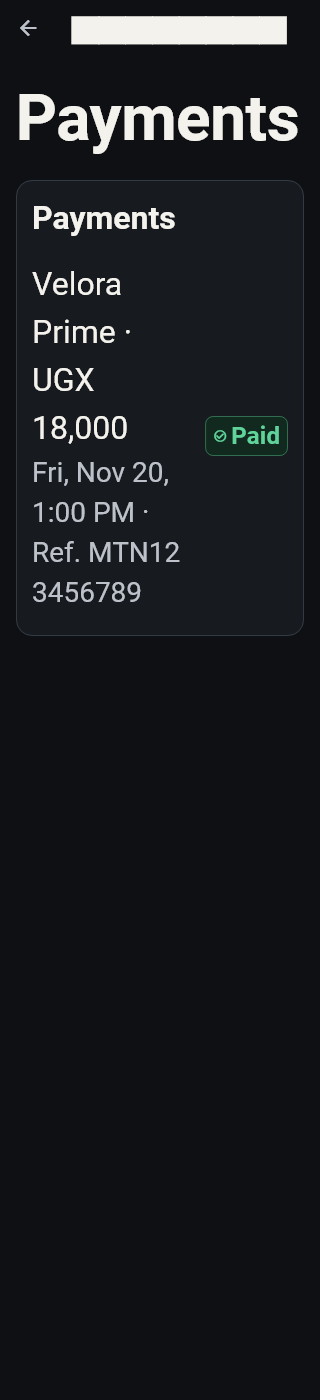 Payments
Payments
Velora
Prime ·
UGX
18,000
Paid
Fri, Nov 20,
1:00 PM ·
Ref. MTN12
3456789